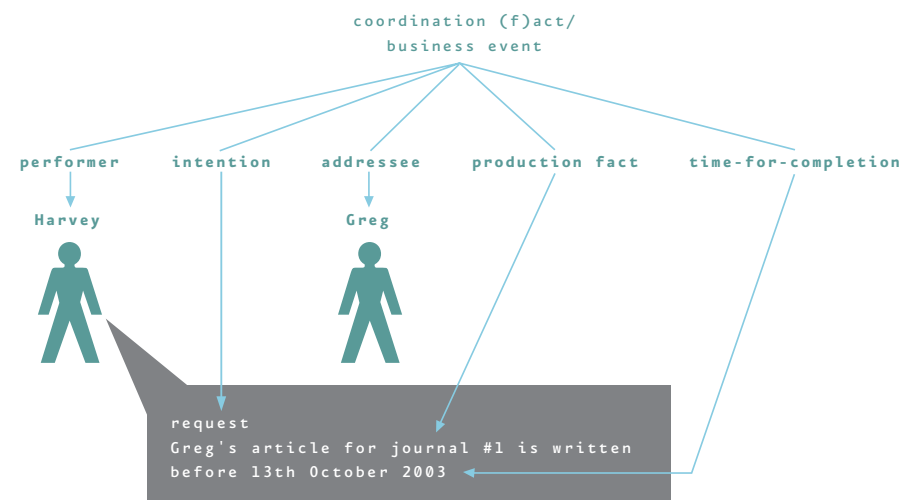 coordination (f)act/
business event
performer intention addressee production fact time-for-completion
Harvey Greg
request
Greg's article for journal #1 is written
before 13th October 2003